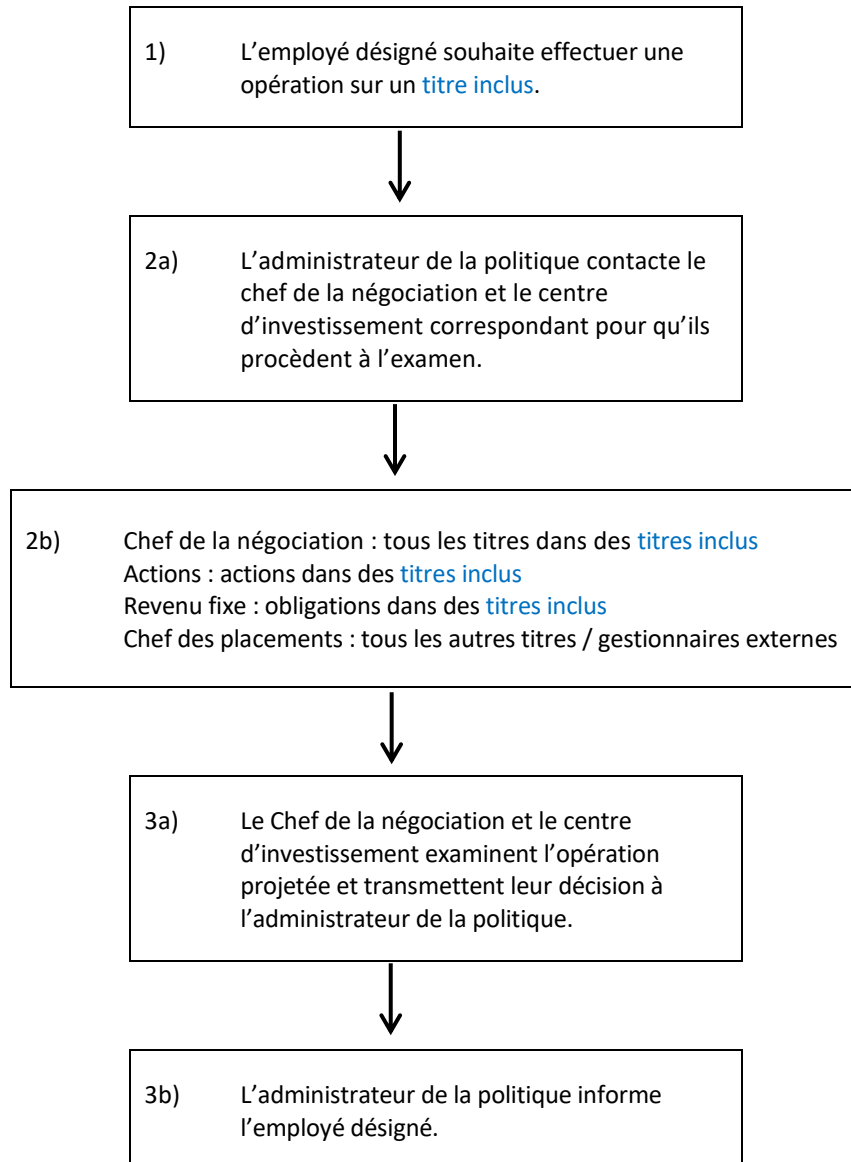 1) L’employé désigné souhaite effectuer une
opération sur un titre inclus.
2a) L’administrateur de la politique contacte le
chef de la négociation et le centre
d’investissement correspondant pour qu’ils
procèdent à l’examen.
2b) Chef de la négociation : tous les titres dans des titres inclus
Actions : actions dans des titres inclus
Revenu fixe : obligations dans des titres inclus
Chef des placements : tous les autres titres / gestionnaires externes
3a) Le Chef de la négociation et le centre
d’investissement examinent l’opération
projetée et transmettent leur décision à
l’administrateur de la politique.
3b) L’administrateur de la politique informe
l’employé désigné.